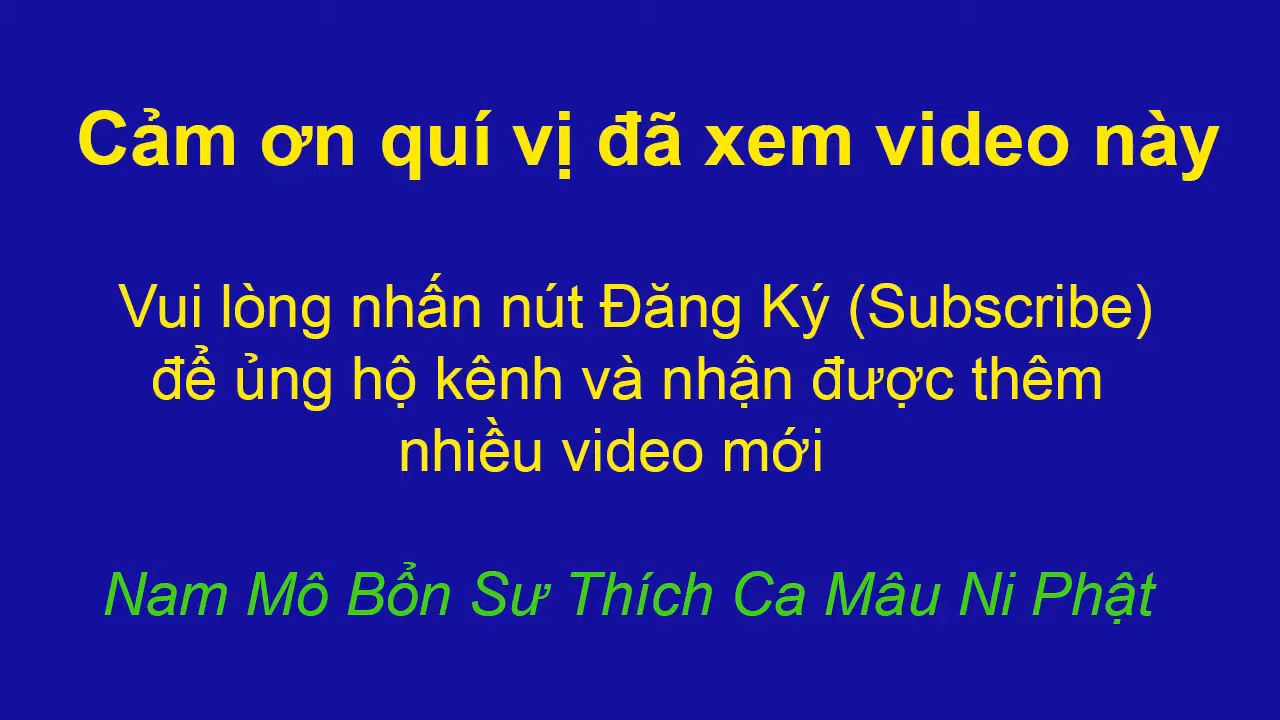 Cảm ơn quí vị đã xem video này
Vui lòng nhấn nút Đăng Ký (Subscribe)
để ủng hộ kênh và nhận được thêm
nhiều video mới
Nam Mô Bổn Sư Thích Ca Mâu Ni Phật